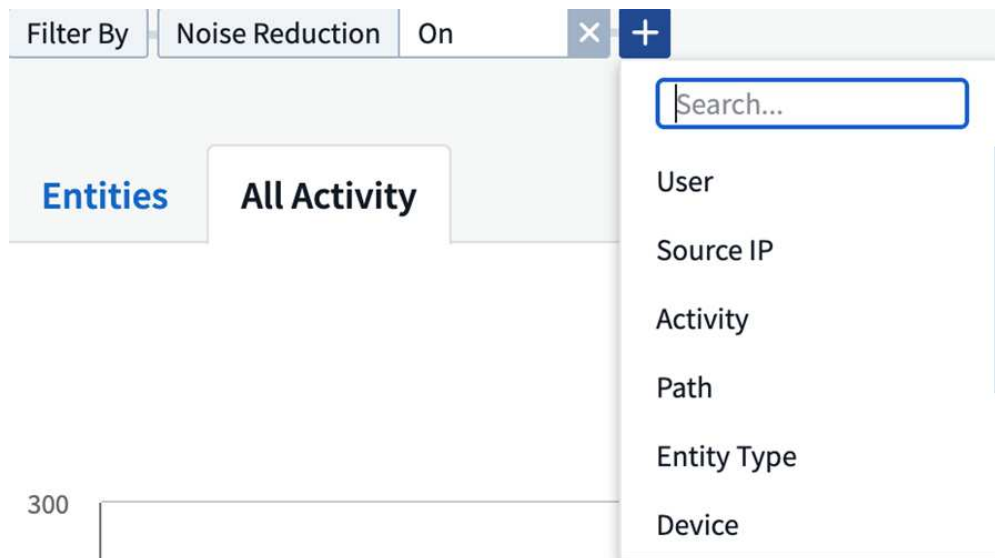 Filter By Noise Reduction On × +
Search...
User
Entities All Activity
Source IP
Activity
Path
Entity Type
300
Device